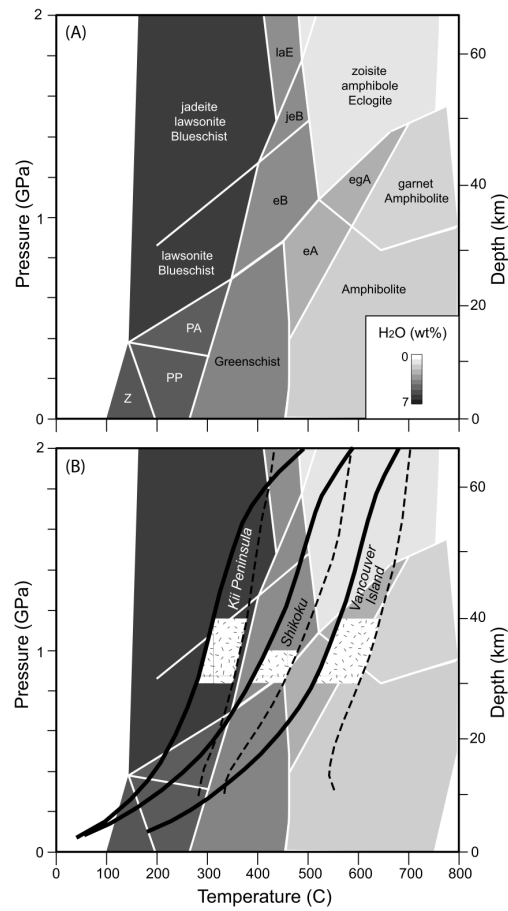 (A)
2
1
0
Pressure (GPa)
60
40
20
0
Depth (km)
laE
jadeite
lawsonite
Blueschist
jeB
zoisite
amphibole
Eclogite
eB
egA
garnet
Amphibolite
lawsonite
Blueschist
eA
Amphibolite
PA
PP
Z
Greenschist
H2O (wt%)
0
7
(B)
2
1
0
Pressure (GPa)
60
40
20
0
Depth (km)
Kii Peninsula
Shikoku
Vancouver
Island
0 100 200 300 400 500 600 700 800
Temperature (C)